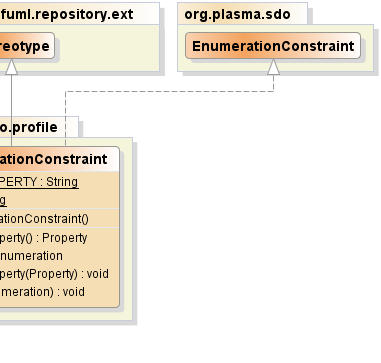 fuml.repository.ext
org.plasma.sdo
reotype
EnumerationConstraint
o.profile
ationConstraint
PERTY : String
g
ationConstraint()
perty() : Property
numeration
perty(Property) : void
meration) : void